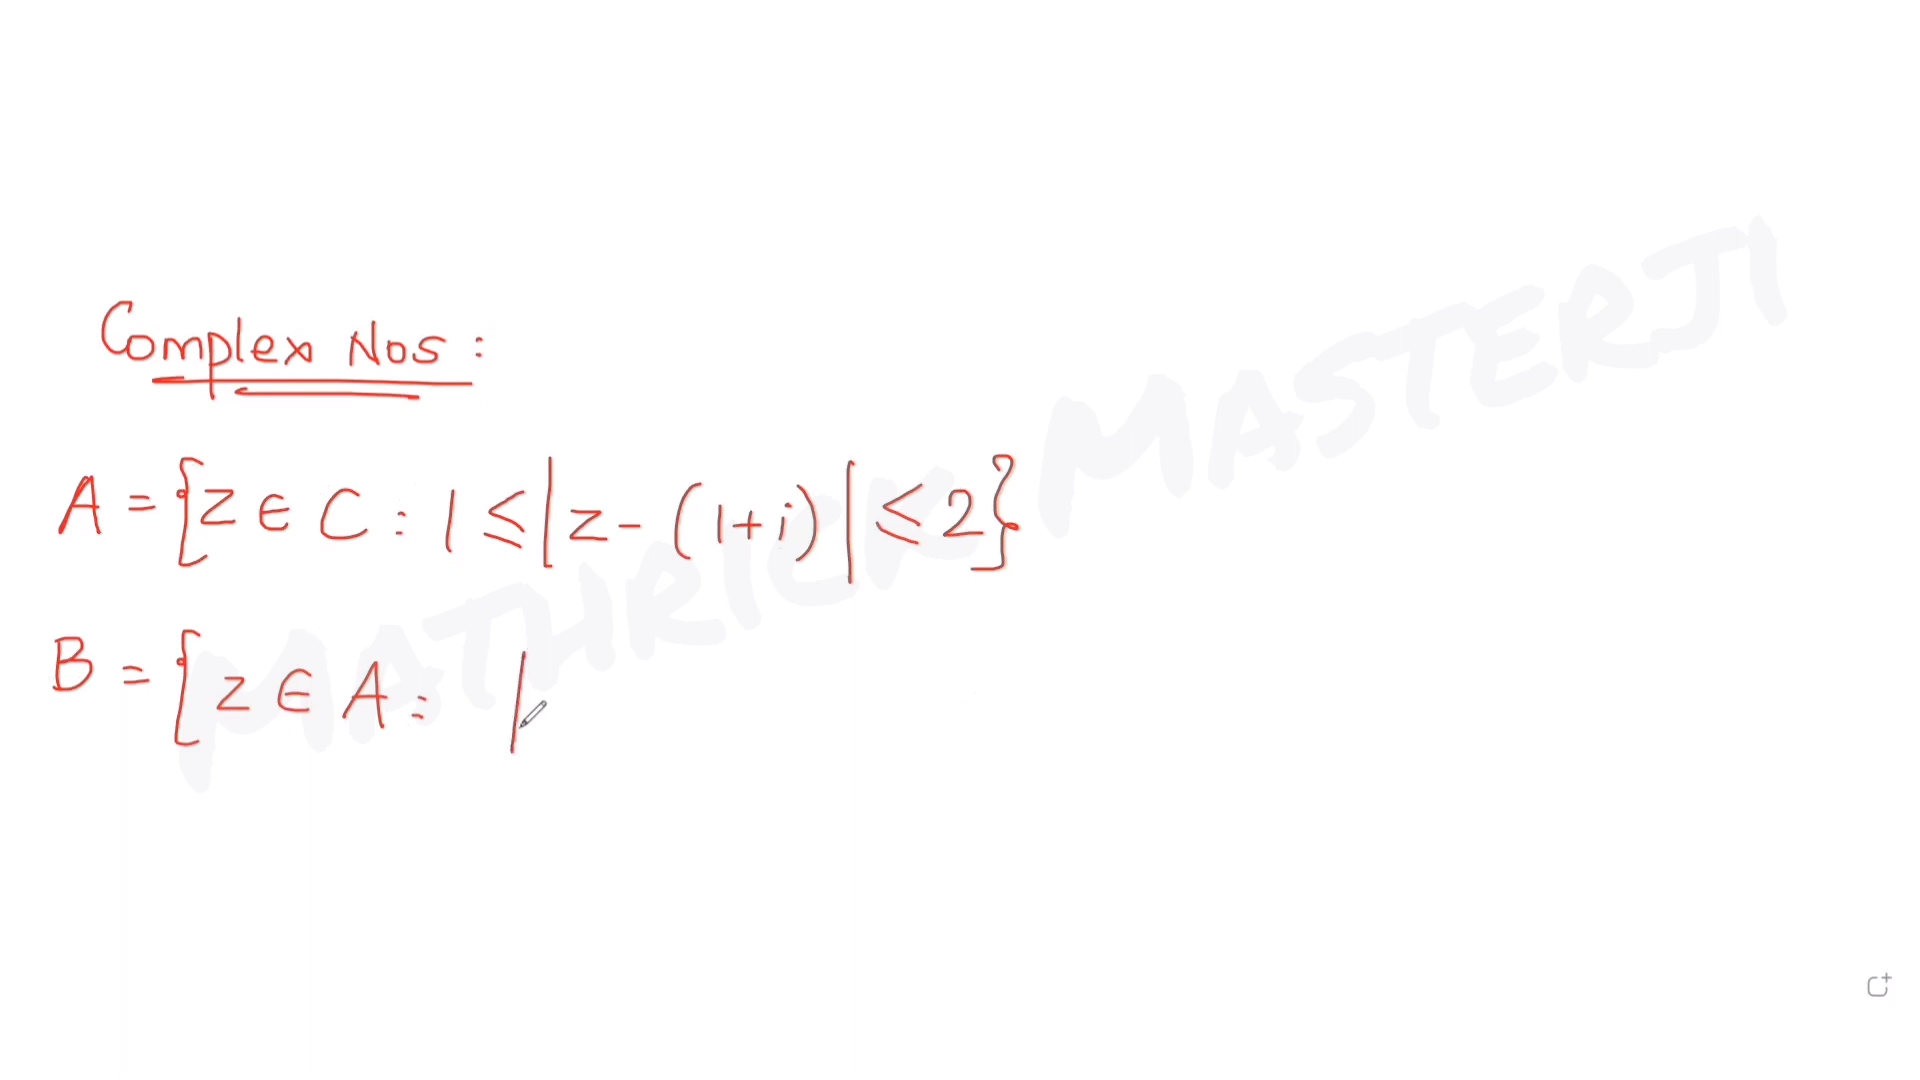 Complex Nos :
A = {z ∈ C : 1 ≤ |z - (1+i)| ≤ 2}
B = {z ∈ A : |
MATHRICK MASTERJI